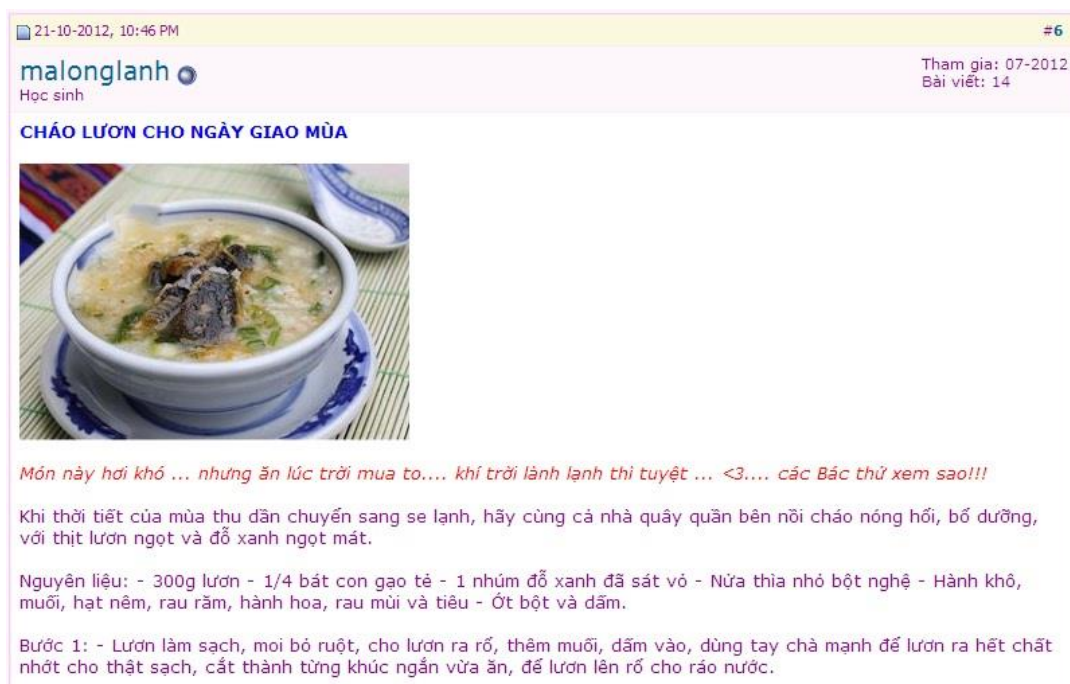 21-10-2012, 10:46 PM #6
malonglanh
Học sinh
Tham gia: 07-2012
Bài viết: 14
CHÁO LƯƠN CHO NGÀY GIAO MÙA
Món này hơi khó ... nhưng ăn lúc trời mua to.... khí trời lành lạnh thì tuyệt ... <3.... các Bác thử xem sao!!!
Khi thời tiết của mùa thu dần chuyển sang se lạnh, hãy cùng cả nhà quây quần bên nồi cháo nóng hổi, bổ dưỡng,
với thịt lươn ngọt và đỗ xanh ngọt mát.
Nguyên liệu: - 300g lươn - 1/4 bát con gạo tẻ - 1 nhúm đỗ xanh đã sát vỏ - Nửa thìa nhỏ bột nghệ - Hành khô,
muối, hạt nêm, rau răm, hành hoa, rau mùi và tiêu - Ớt bột và dấm.
Bước 1: - Lươn làm sạch, moi bỏ ruột, cho lươn ra rổ, thêm muối, dấm vào, dùng tay chà mạnh để lươn ra hết chất
nhớt cho thật sạch, cắt thành từng khúc ngắn vừa ăn, để lươn lên rổ cho ráo nước.